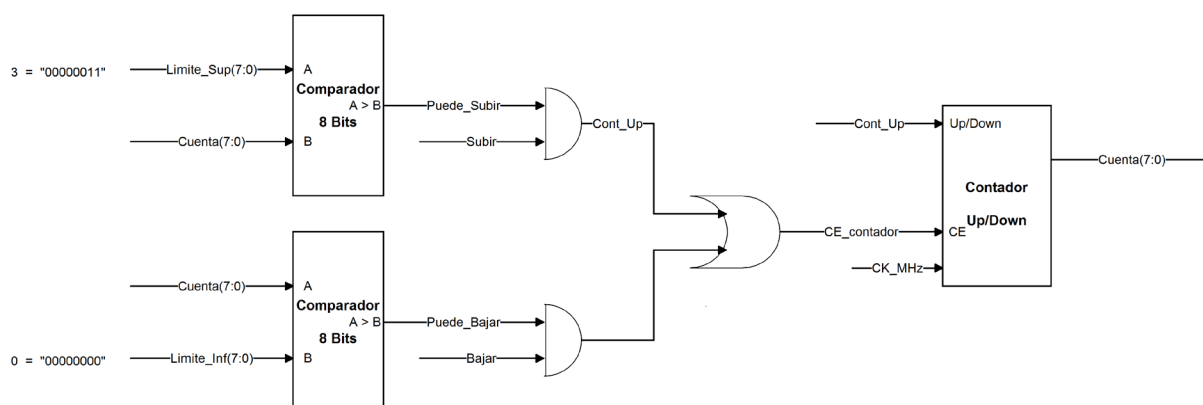 3 = "00000011"
Limite_Sup(7:0)
A
Comparador
A > B
8 Bits
Cuenta(7:0)
B
Puede_Subir
Subir
Cont_Up
Cont_Up
Up/Down
Cuenta(7:0)
Contador
Up/Down
CE_contador
CE
CK_MHz
Cuenta(7:0)
A
Comparador
A > B
8 Bits
0 = "00000000"
Limite_Inf(7:0)
B
Puede_Bajar
Bajar